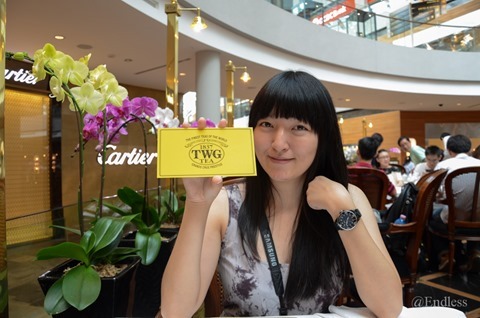 Cartier
Cartier
THE FINEST TEAS OF THE WORLD
1837
TWG
TEA
SAMSUNG
@Endless